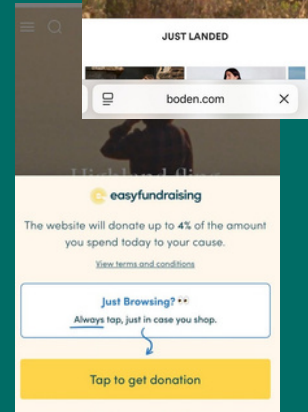 JUST LANDED
boden.com
Highland fling
easyfundraising
The website will donate up to 4% of the amount
you spend today to your cause.
View terms and conditions
Just Browsing? 👀
Always tap, just in case you shop.
Tap to get donation